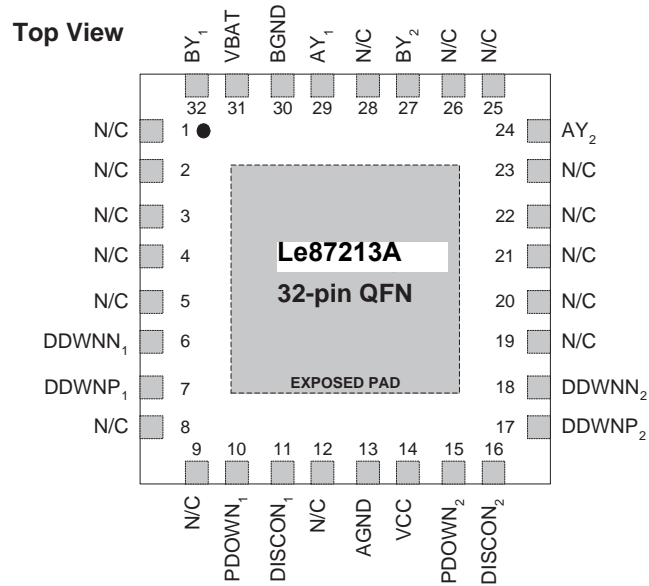 Top View
BY₁ VBAT BGND AY₁ N/C BY₂ N/C N/C
32 31 30 29 28 27 26 25
N/C 1 24 AY₂
N/C 2 23 N/C
N/C 3 22 N/C
N/C 4 21 N/C
N/C 5 20 N/C
DDWNN₁ 6 19 N/C
DDWNP₁ 7 18 DDWNN₂
N/C 8 17 DDWNP₂
Le87213A
32-pin QFN
EXPOSED PAD
9 10 11 12 13 14 15 16
N/C PDOWN₁ DISCON₁ N/C AGND VCC PDOWN₂ DISCON₂